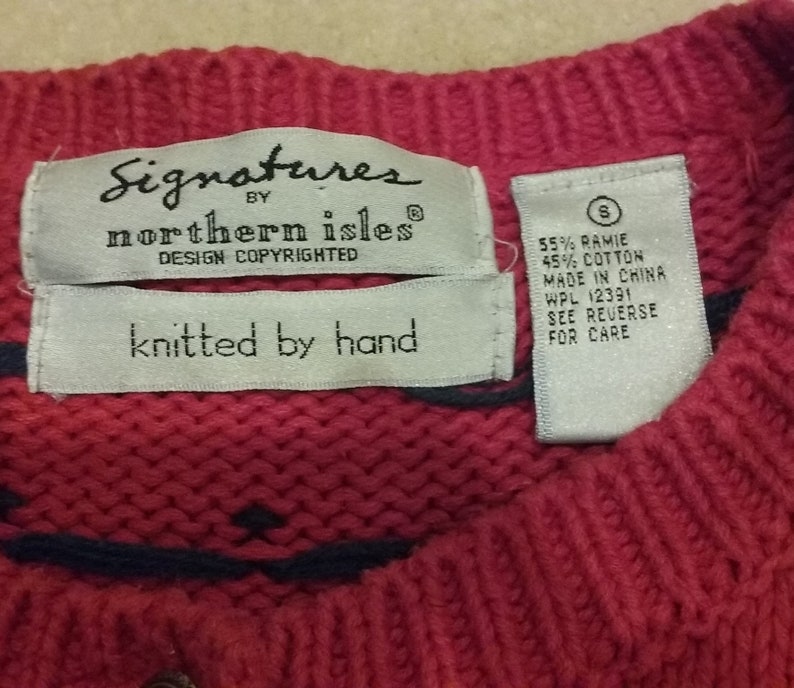 Signatures
BY
northern isles®
DESIGN COPYRIGHTED
knitted by hand
S
55% RAMIE
45% COTTON
MADE IN CHINA
WPL 12391
SEE REVERSE
FOR CARE